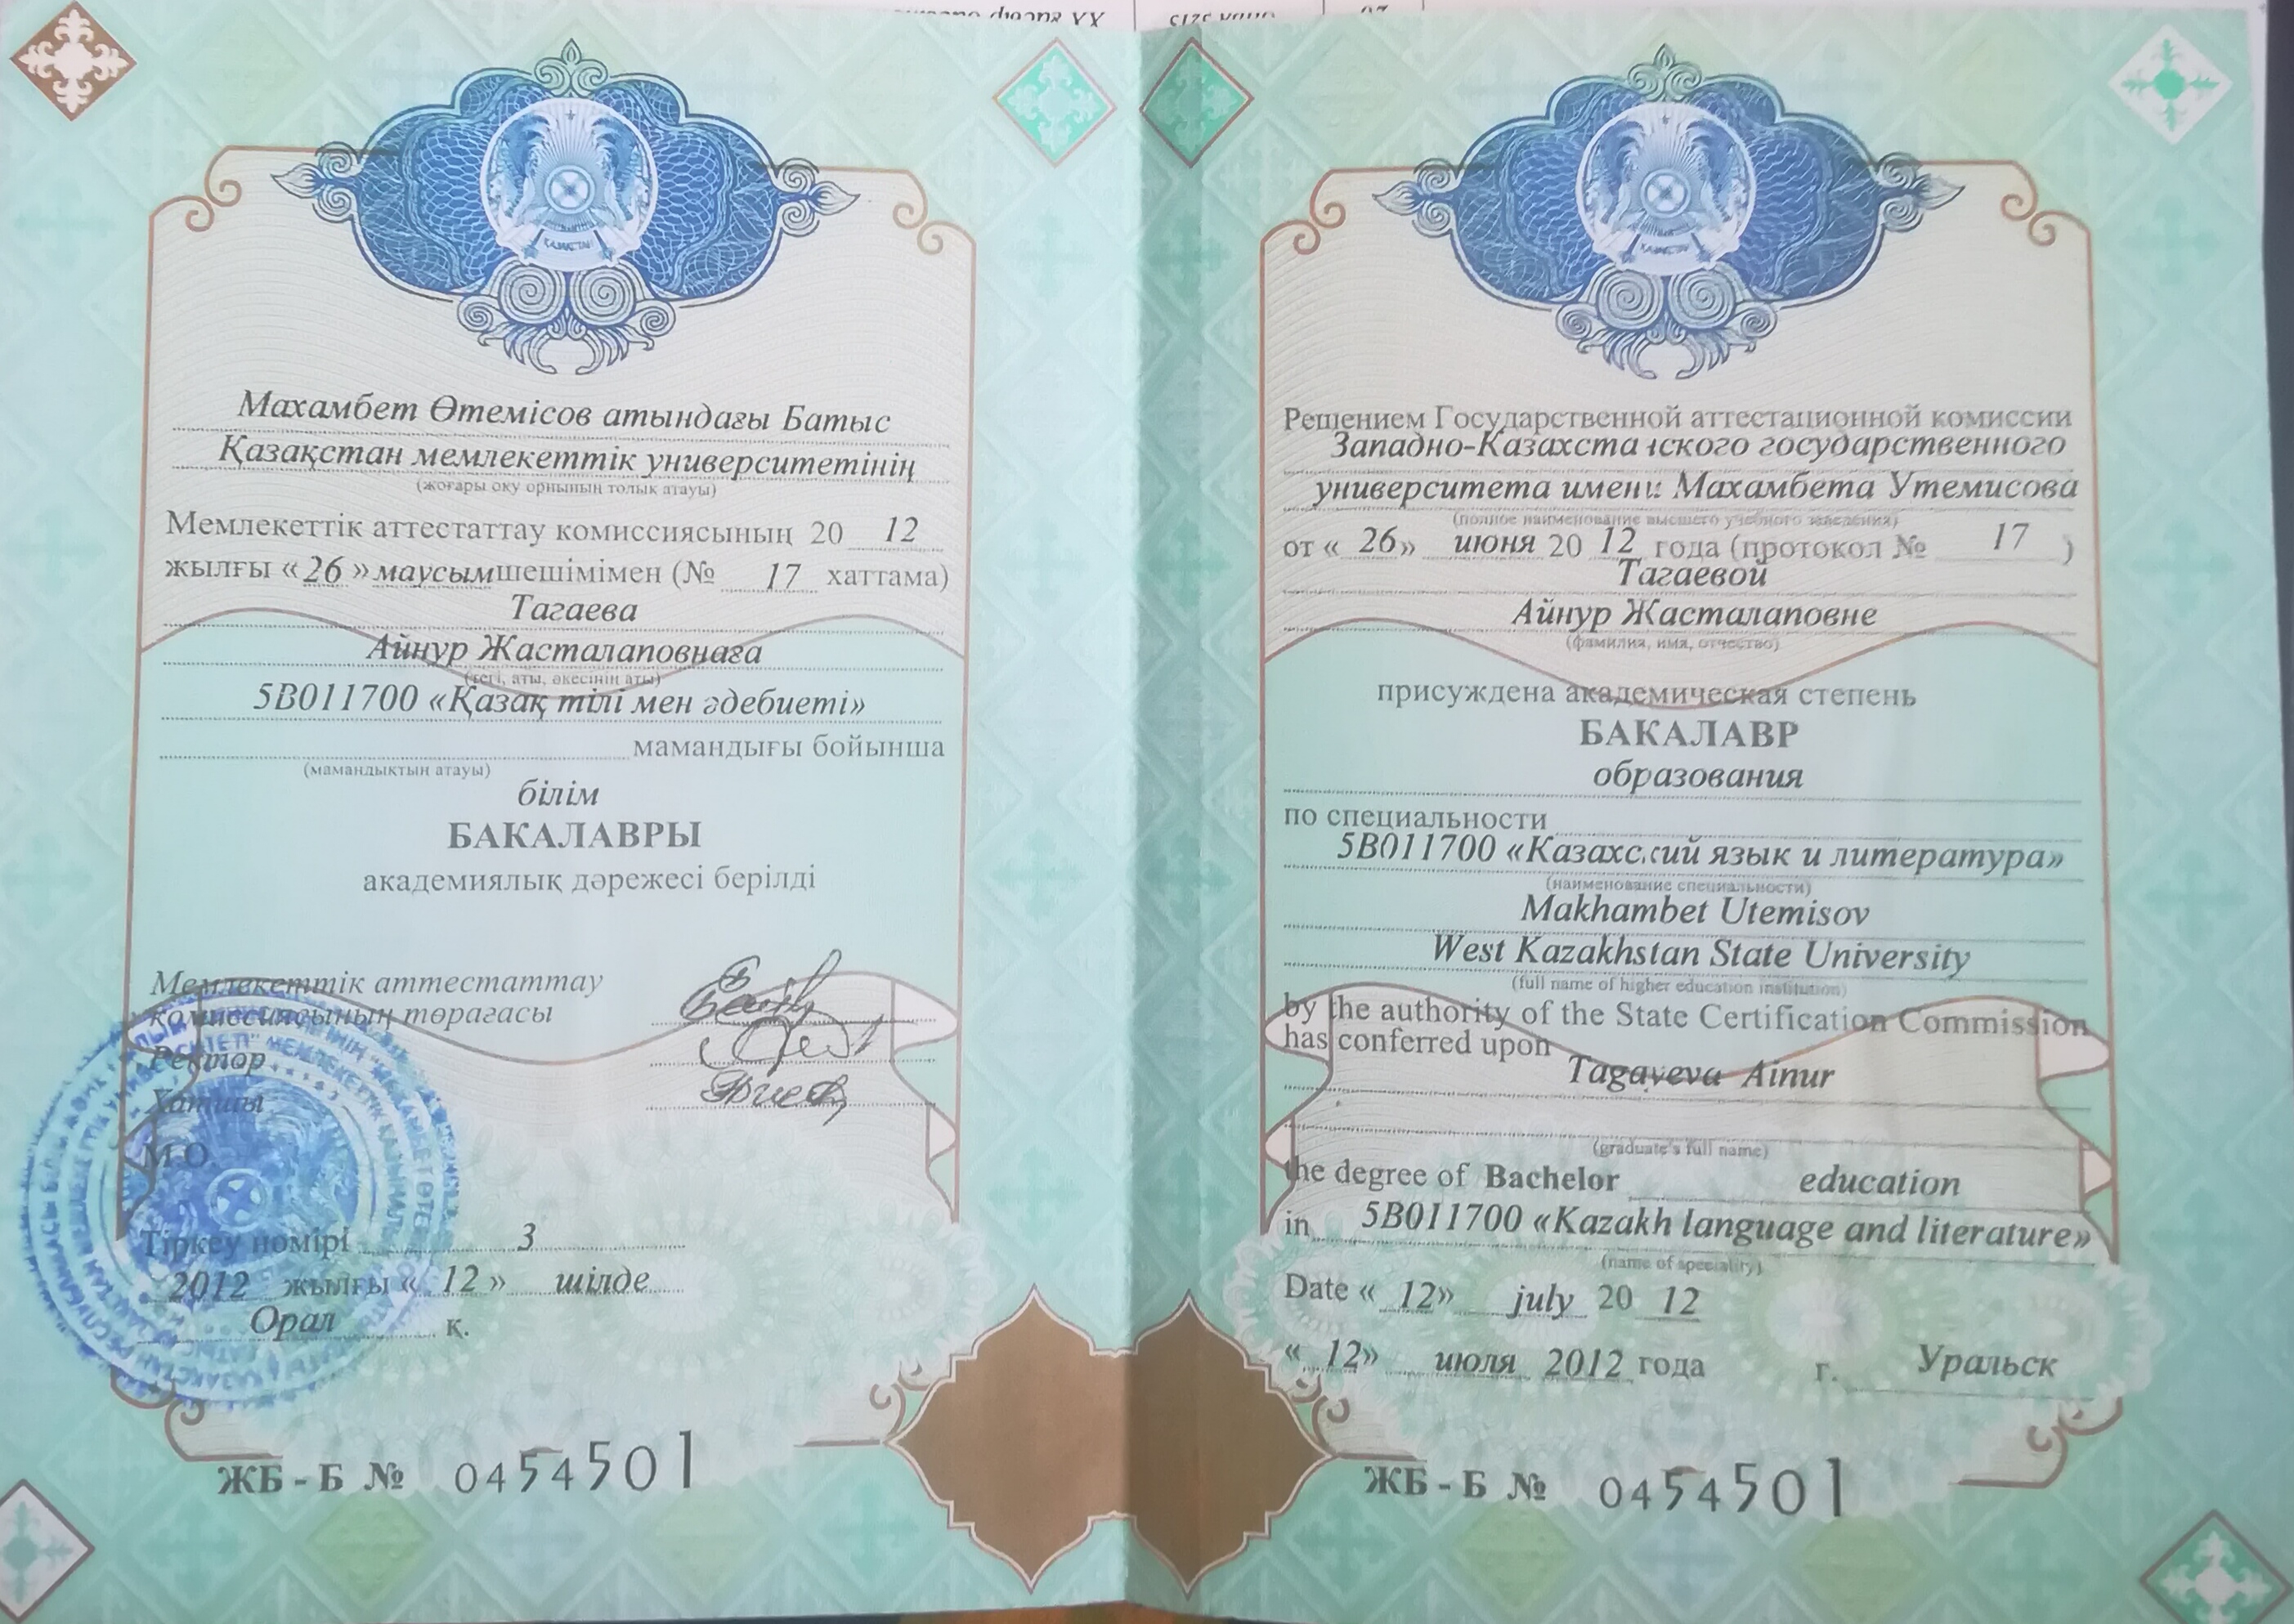 Махамбет Өтемісов атындағы Батыс
Қазақстан мемлекеттік университетінің
(жоғары оқу орнының толық атауы)
Мемлекеттік аттестаттау комиссиясының 20 12
жылғы « 26 » маусым шешімімен (№ 17 хаттама)
Тагаева
Айнур Жасталаповнаға
(тегі, аты, әкесінің аты)
5В011700 «Қазақ тілі мен әдебиеті»
мамандығы бойынша
(мамандықтың атауы)
білім
БАКАЛАВРЫ
академиялық дәрежесі берілді
Мемлекеттік аттестаттау
комиссиясының төрағасы
Ректор
Хатшы
М.О.
Тіркеу нөмірі 3
2012 жылғы « 12 » шілде
Орал қ.
ЖБ - Б № 0454501
Решением Государственной аттестационной комиссии
Западно-Казахстанского государственного
университета имени Махамбета Утемисова
(полное наименование высшего учебного заведения)
от « 26» июня 20 12 года (протокол № 17 )
Тагаевой
Айнур Жасталаповне
(фамилия, имя, отчество)
присуждена академическая степень
БАКАЛАВР
образования
по специальности
5В011700 «Казахский язык и литература»
(наименование специальности)
Makhambet Utemisov
West Kazakhstan State University
(full name of higher education institution)
by the authority of the State Certification Commission
has conferred upon
Tagayeva Ainur
(graduate's full name)
the degree of Bachelor education
in 5B011700 «Kazakh language and literature»
(name of speciality)
Date « 12» july 20 12
« 12» июля 2012 года г. Уральск
ЖБ - Б № 0454501